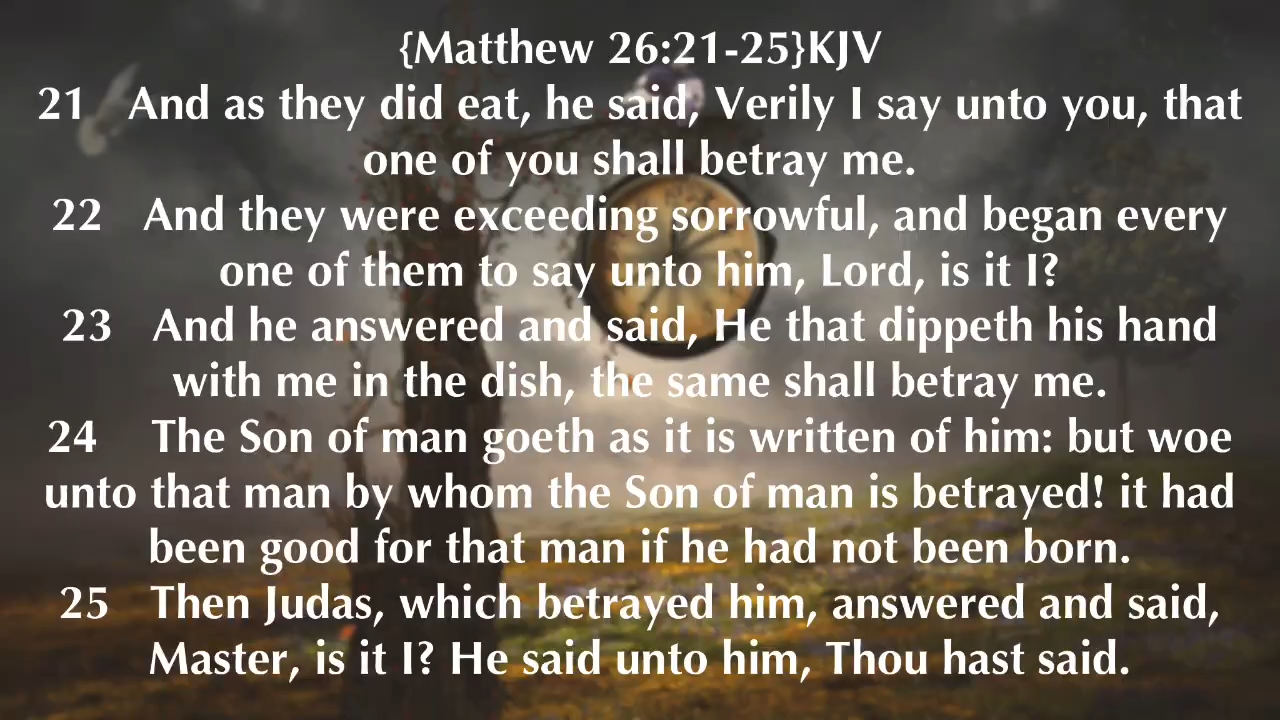 {Matthew 26:21-25}KJV
21 And as they did eat, he said, Verily I say unto you, that
one of you shall betray me.
22 And they were exceeding sorrowful, and began every
one of them to say unto him, Lord, is it I?
23 And he answered and said, He that dippeth his hand
with me in the dish, the same shall betray me.
24 The Son of man goeth as it is written of him: but woe
unto that man by whom the Son of man is betrayed! it had
been good for that man if he had not been born.
25 Then Judas, which betrayed him, answered and said,
Master, is it I? He said unto him, Thou hast said.